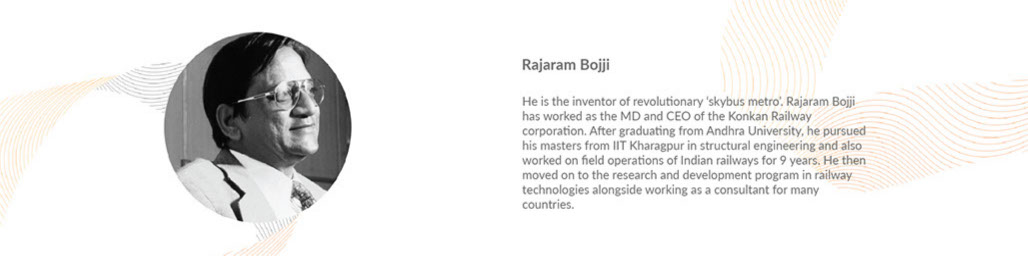 Rajaram Bojji
He is the inventor of revolutionary 'skybus metro'. Rajaram Bojji
has worked as the MD and CEO of the Konkan Railway
corporation. After graduating from Andhra University, he pursued
his masters from IIT Kharagpur in structural engineering and also
worked on field operations of Indian railways for 9 years. He then
moved on to the research and development program in railway
technologies alongside working as a consultant for many
countries.